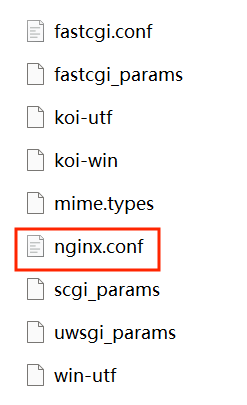 fastcgi.conf
fastcgi_params
koi-utf
koi-win
mime.types
nginx.conf
scgi_params
uwsgi_params
win-utf